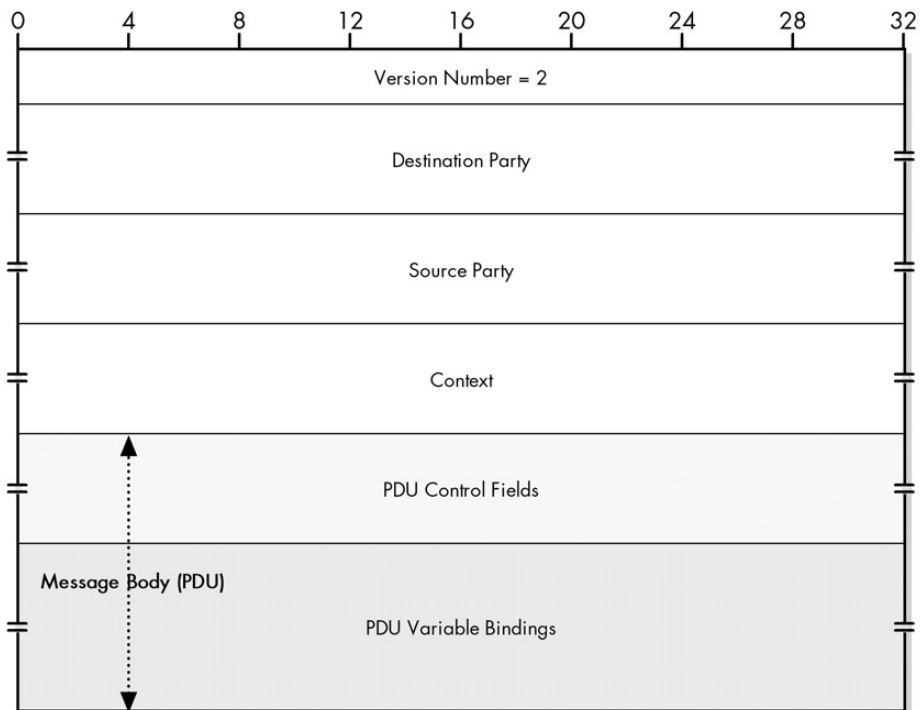 0 4 8 12 16 20 24 28 32
Version Number = 2
Destination Party
Source Party
Context
PDU Control Fields
Message Body (PDU)
PDU Variable Bindings